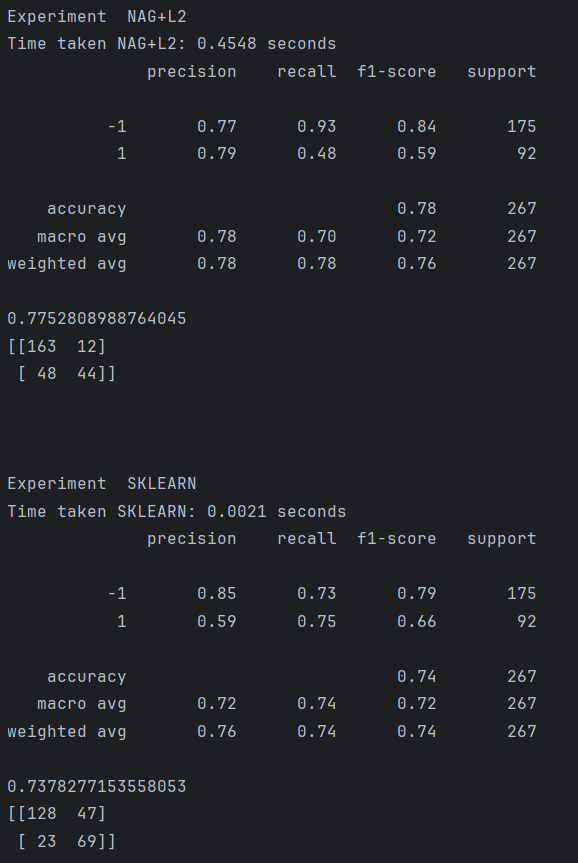 Experiment  NAG+L2
Time taken NAG+L2: 0.4548 seconds
              precision    recall  f1-score   support
          -1       0.77      0.93      0.84       175
           1       0.79      0.48      0.59        92
    accuracy                           0.78       267
   macro avg       0.78      0.70      0.72       267
weighted avg       0.78      0.78      0.76       267
0.7752808988764045
[[163  12]
 [ 48  44]]
Experiment  SKLEARN
Time taken SKLEARN: 0.0021 seconds
              precision    recall  f1-score   support
          -1       0.85      0.73      0.79       175
           1       0.59      0.75      0.66        92
    accuracy                           0.74       267
   macro avg       0.72      0.74      0.72       267
weighted avg       0.76      0.74      0.74       267
0.7378277153558053
[[128  47]
 [ 23  69]]